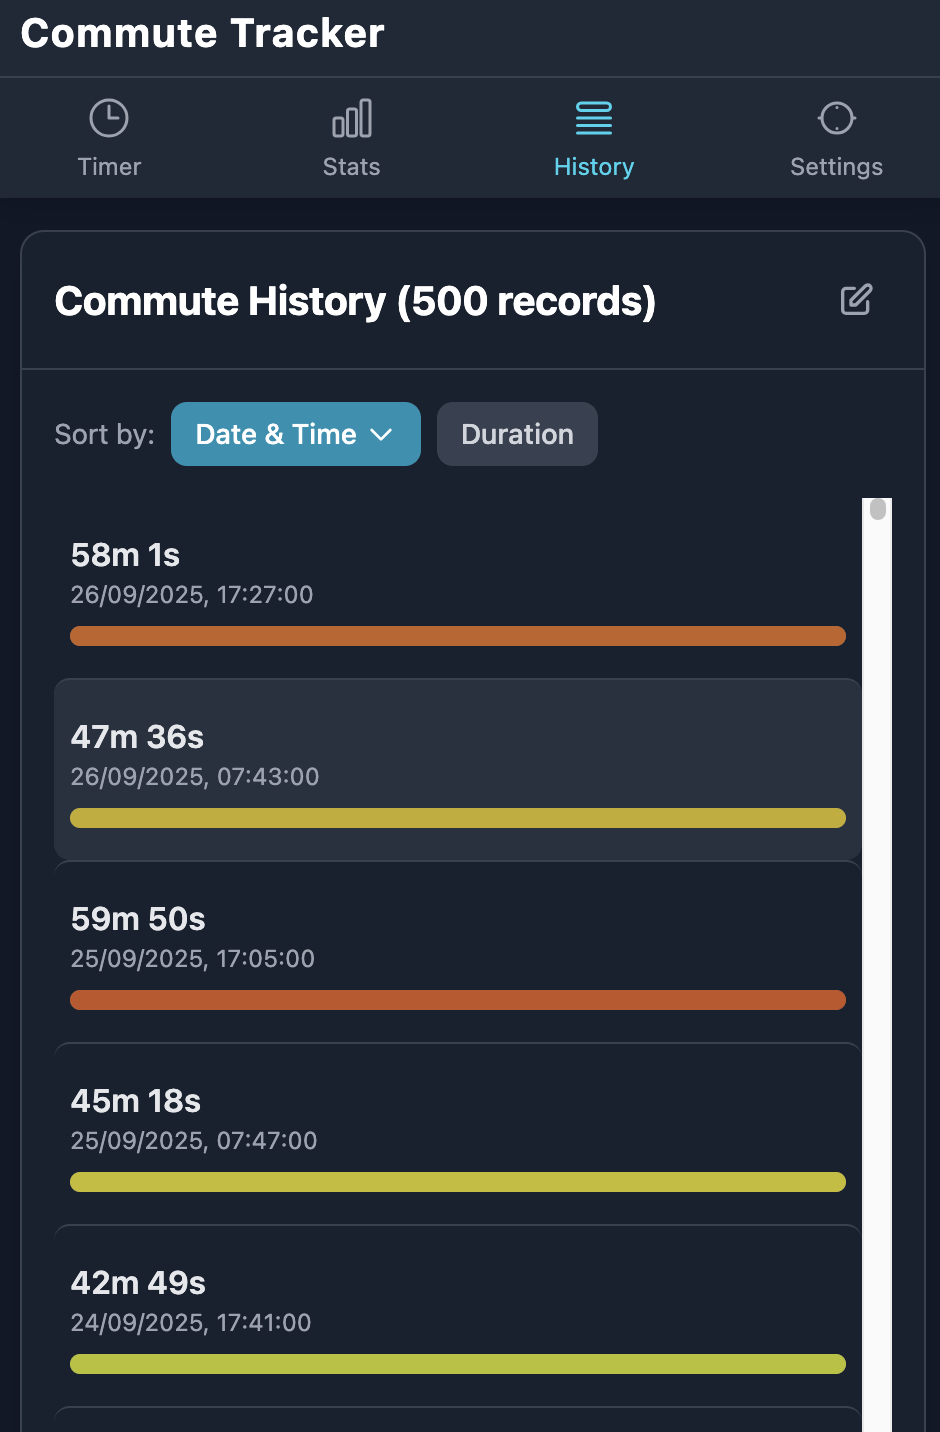 Commute Tracker
Timer
Stats
History
Settings
Commute History (500 records)
Sort by:
Date & Time
Duration
58m 1s
26/09/2025, 17:27:00
47m 36s
26/09/2025, 07:43:00
59m 50s
25/09/2025, 17:05:00
45m 18s
25/09/2025, 07:47:00
42m 49s
24/09/2025, 17:41:00